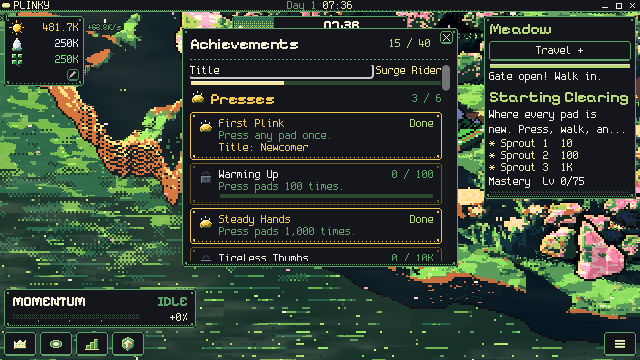 PLINKY
Day 1 07:36
481.7K
250K
250K
Achievements
15 / 40
Title
Surge Rider
Presses
3 / 6
First Plink
Done
Press any pad once.
Title: Newcomer
Warming Up
0 / 100
Press pads 100 times.
Steady Hands
Done
Press pads 1,000 times.
Tireless Thumbs
0 / 10K
Meadow
Travel +
Gate open! Walk in.
Starting Clearing
Where every pad is
new. Press, walk, an...
* Sprout 1 10
* Sprout 2 100
* Sprout 3 1K
Mastery Lv 0/75
MOMENTUM
IDLE
+0%